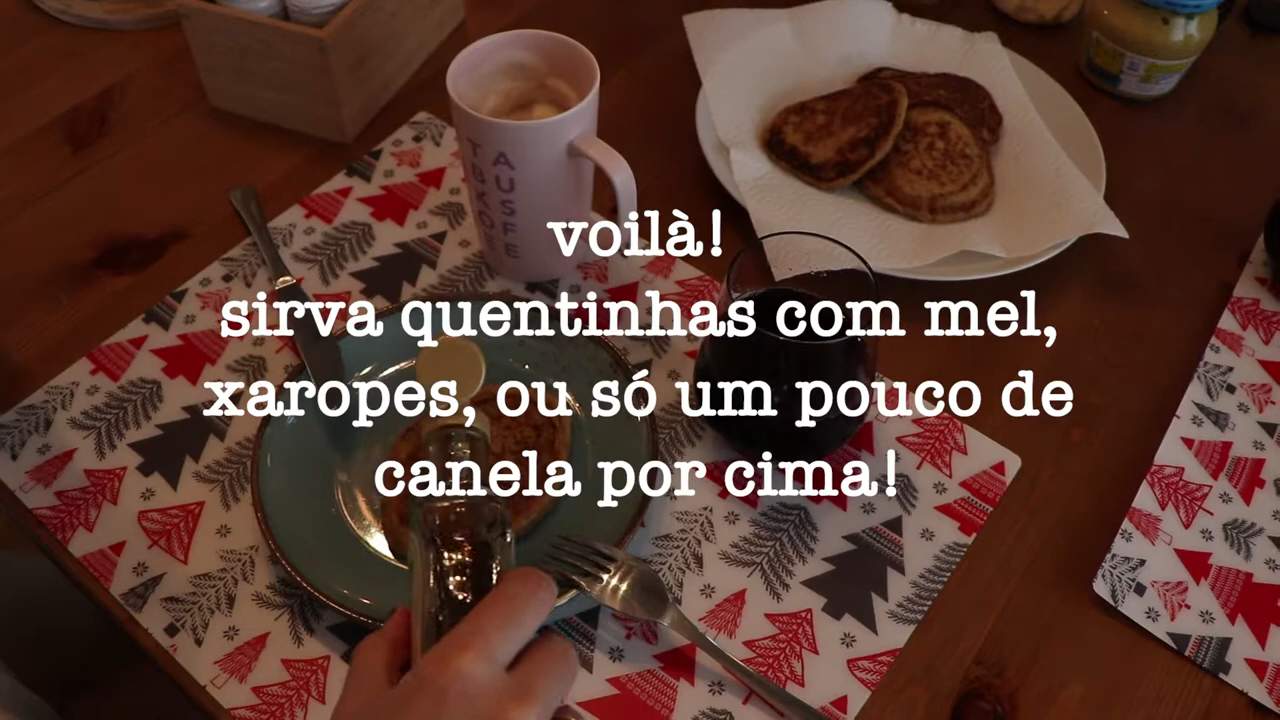 voilà!
sirva quentinhas com mel,
xaropes, ou só um pouco de
canela por cima!